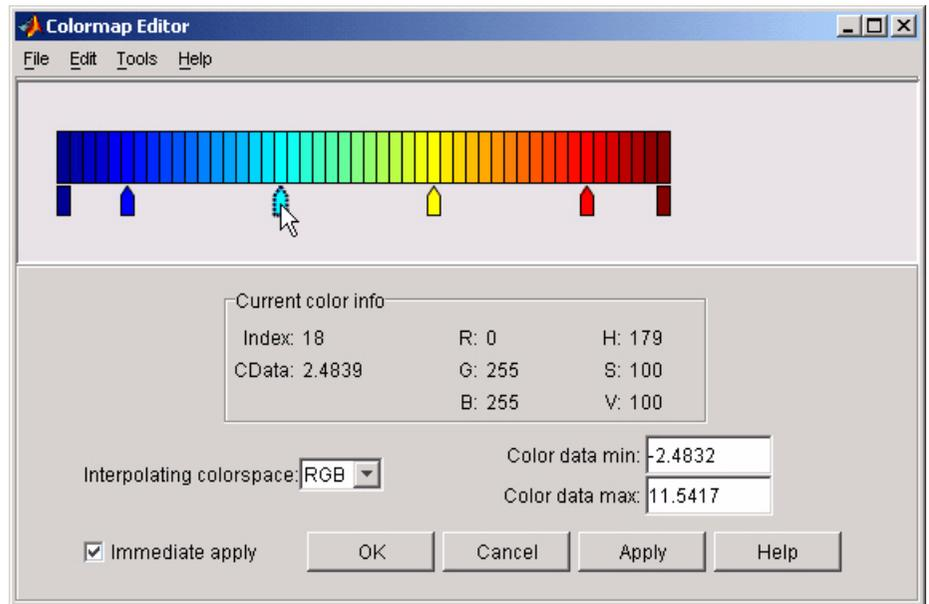 Colormap Editor
File Edit Tools Help
Current color info
Index: 18 R: 0 H: 179
CData: 2.4839 G: 255 S: 100
B: 255 V: 100
Interpolating colorspace: RGB
Color data min: -2.4832
Color data max: 11.5417
Immediate apply OK Cancel Apply Help